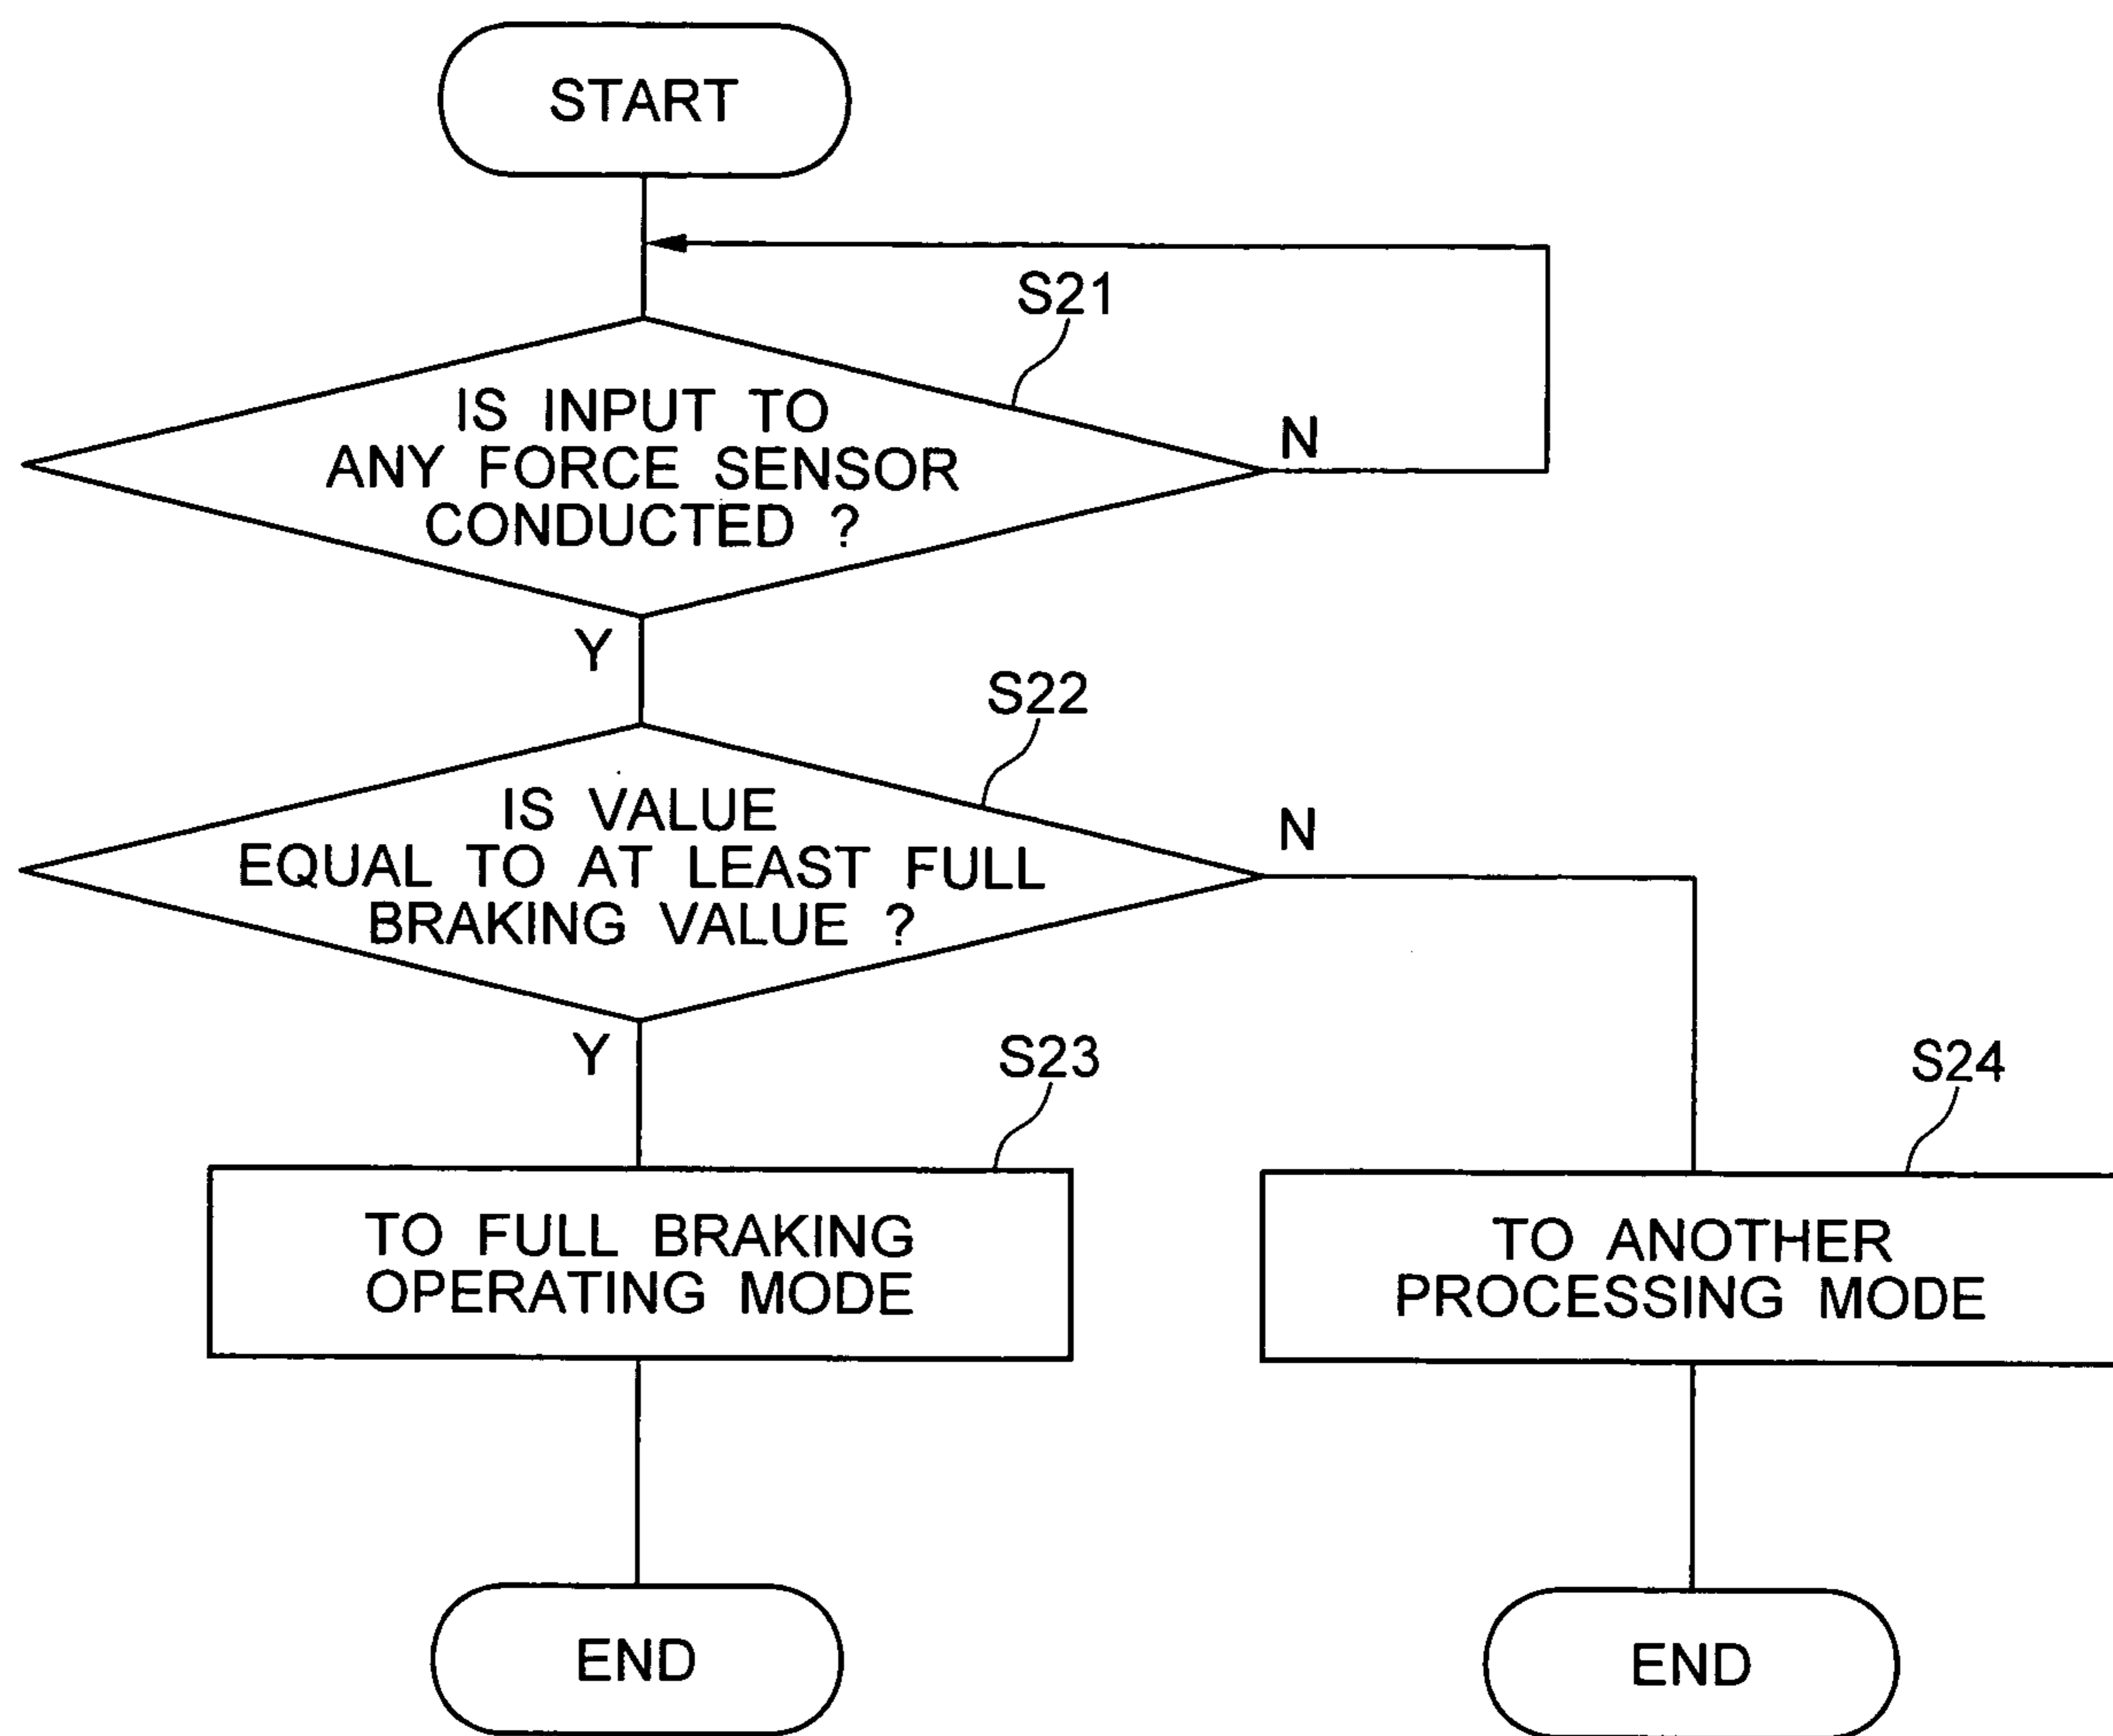 START
S21
IS INPUT TO
ANY FORCE SENSOR
CONDUCTED ?
N
Y
S22
IS VALUE
EQUAL TO AT LEAST FULL
BRAKING VALUE ?
N
Y
S23
TO FULL BRAKING
OPERATING MODE
S24
TO ANOTHER
PROCESSING MODE
END
END